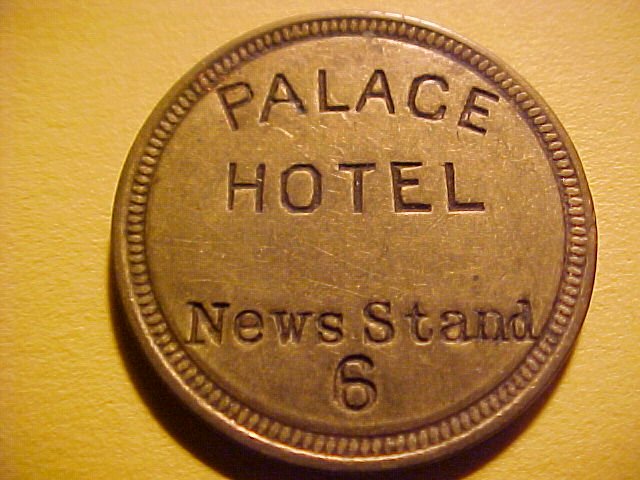 PALACE
HOTEL
News Stand
6